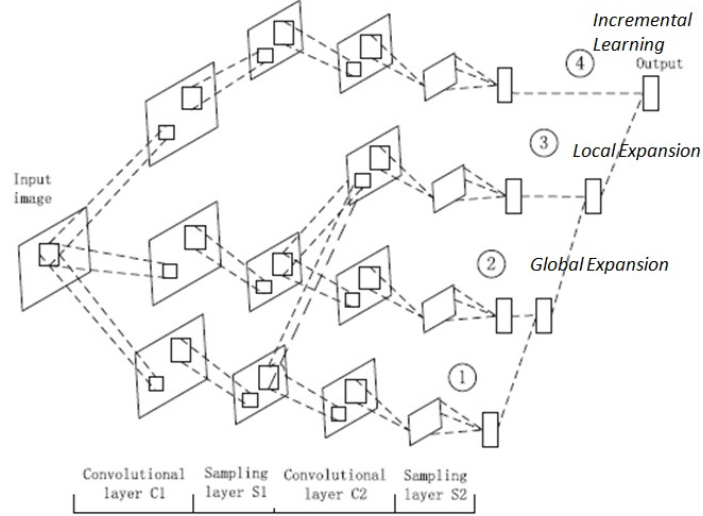 Incremental
Learning
④
Output
③
Local Expansion
Input
image
②
Global Expansion
①
Convolutional
layer C1
Sampling
layer S1
Convolutional
layer C2
Sampling
layer S2